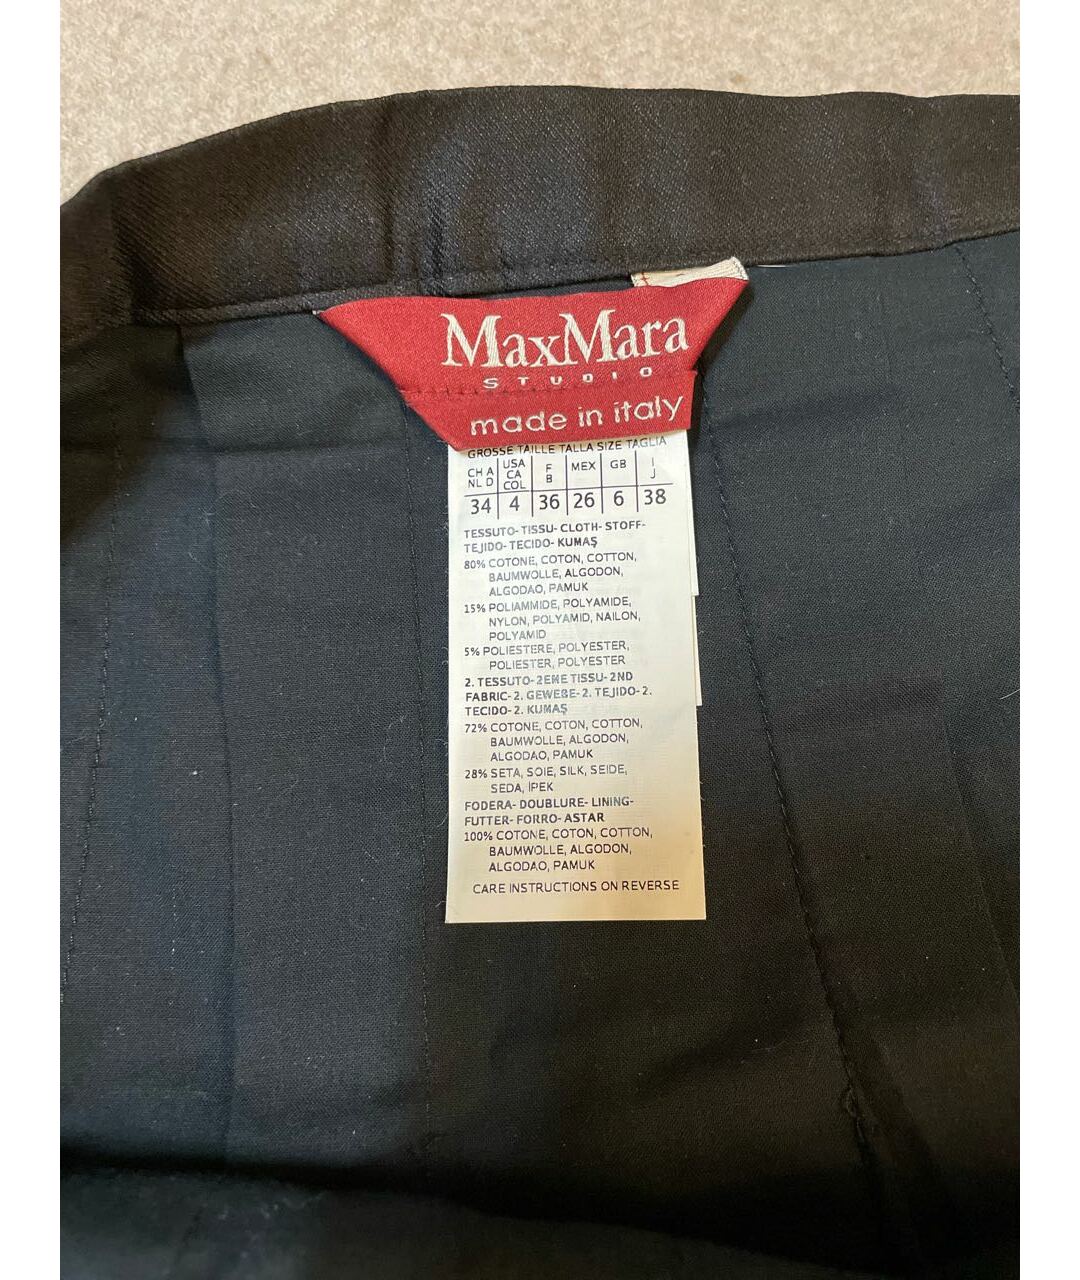 MaxMara
STUDIO
made in italy
GROSSE TAILLE TALLA SIZE TAGLIA
CH A NL D USA CA COL F B MEX GB I J
34 4 36 26 6 38
TESSUTO- TISSU- CLOTH- STOFF-
TEJIDO- TECIDO- KUMAŞ
80% COTONE, COTON, COTTON,
BAUMWOLLE, ALGODON,
ALGODAO, PAMUK
15% POLIAMMIDE, POLYAMIDE,
NYLON, POLYAMID, NAILON,
POLYAMID
5% POLIESTERE, POLYESTER,
POLIESTER, POLYESTER
2. TESSUTO- 2EME TISSU- 2ND
FABRIC- 2. GEWEBE- 2. TEJIDO- 2.
TECIDO- 2. KUMAŞ
72% COTONE, COTON, COTTON,
BAUMWOLLE, ALGODON,
ALGODAO, PAMUK
28% SETA, SOIE, SILK, SEIDE,
SEDA, İPEK
FODERA- DOUBLURE- LINING-
FUTTER- FORRO- ASTAR
100% COTONE, COTON, COTTON,
BAUMWOLLE, ALGODON,
ALGODAO, PAMUK
CARE INSTRUCTIONS ON REVERSE